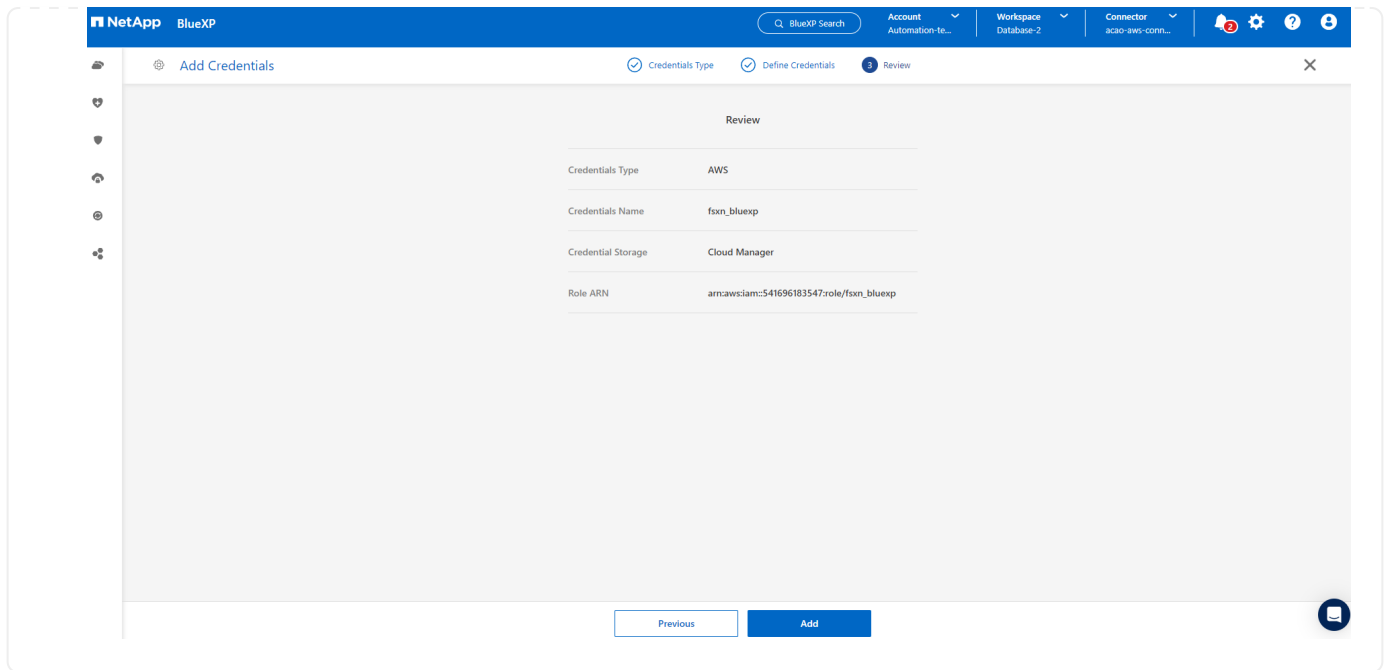 NetApp BlueXP
BlueXP Search
Account
Automation-te...
Workspace
Database-2
Connector
acao-aws-conn...
2
Add Credentials
Credentials Type
Define Credentials
3 Review
Review
Credentials Type AWS
Credentials Name fsxn_bluexp
Credential Storage Cloud Manager
Role ARN arn:aws:iam::541696183547:role/fsxn_bluexp
Previous
Add